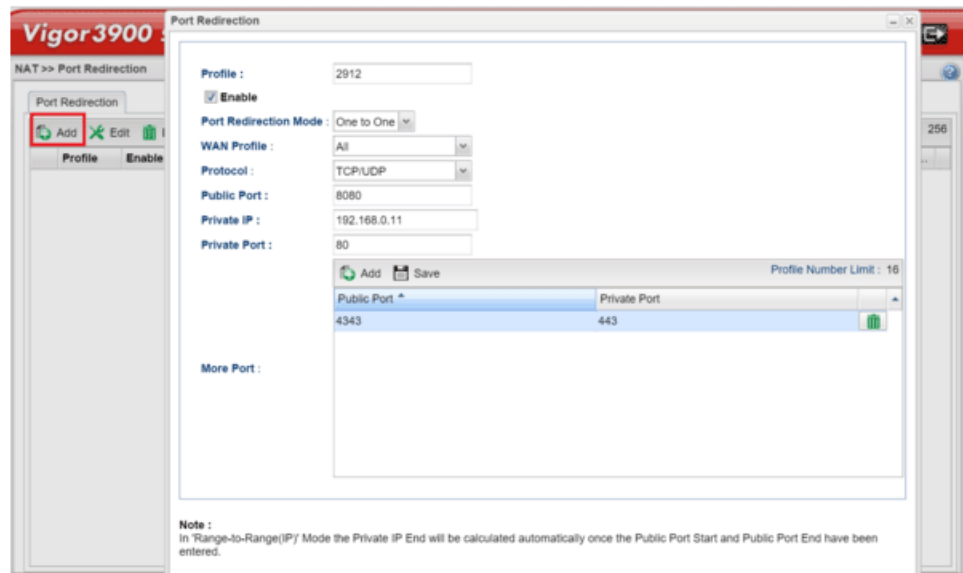 Vigor3900
Port Redirection
NAT >> Port Redirection
Port Redirection
Add Edit
256
Profile Enable
Profile : 2912
Enable
Port Redirection Mode : One to One
WAN Profile : All
Protocol : TCP/UDP
Public Port : 8080
Private IP : 192.168.0.11
Private Port : 80
Add Save Profile Number Limit : 16
Public Port Private Port
4343 443
More Port :
Note :
In 'Range-to-Range(IP)' Mode the Private IP End will be calculated automatically once the Public Port Start and Public Port End have been
entered.